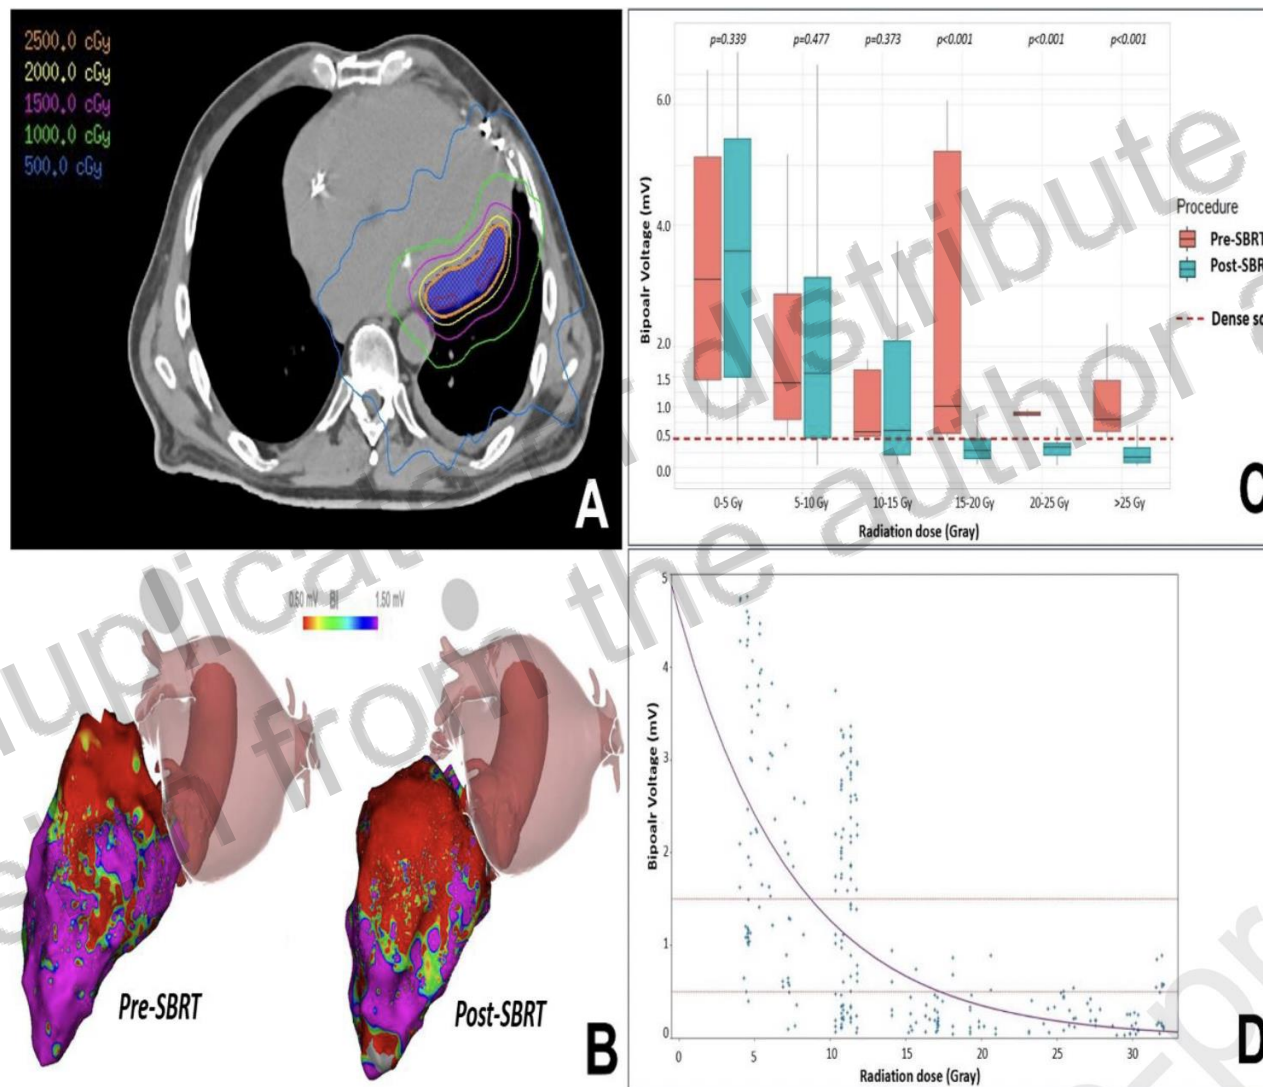 2500.0 cGy
2000.0 cGy
1500.0 cGy
1000.0 cGy
500.0 cGy
A
p=0.339 p=0.477 p=0.373 p<0.001 p<0.001 p<0.001
6.0
4.0
2.0
1.5
1.0
0.5
0.0
Bipoalr Voltage (mV)
0-5 Gy 5-10 Gy 10-15 Gy 15-20 Gy 20-25 Gy >25 Gy
Radiation dose (Gray)
Procedure
Pre-SBRT
Post-SBR
Dense sc
C
0.50 mV BI 1.50 mV
Pre-SBRT
Post-SBRT
B
5
4
3
2
1
0
Bipoalr Voltage (mV)
0 5 10 15 20 25 30
Radiation dose (Gray)
D
distribute
the author a
uplicat
from